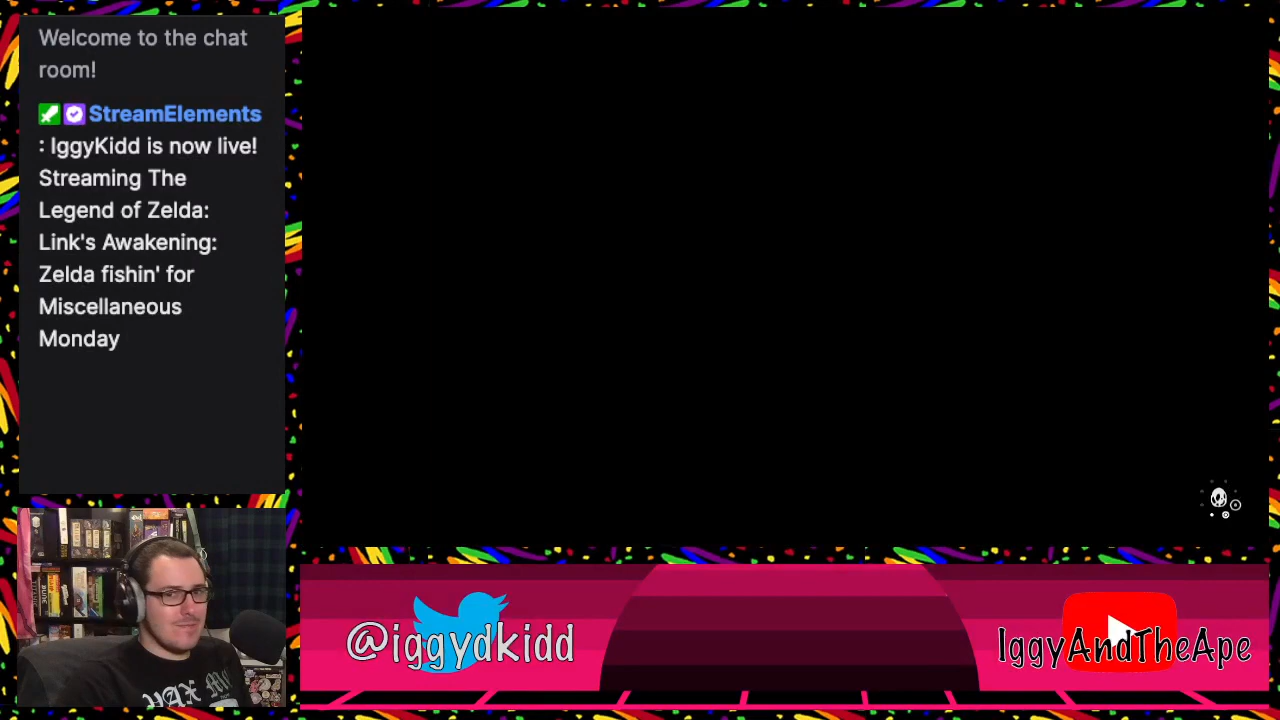 Welcome to the chat
room!
StreamElements
: IggyKidd is now live!
Streaming The
Legend of Zelda:
Link's Awakening:
Zelda fishin' for
Miscellaneous
Monday
@iggydkidd
IggyAndTheApe